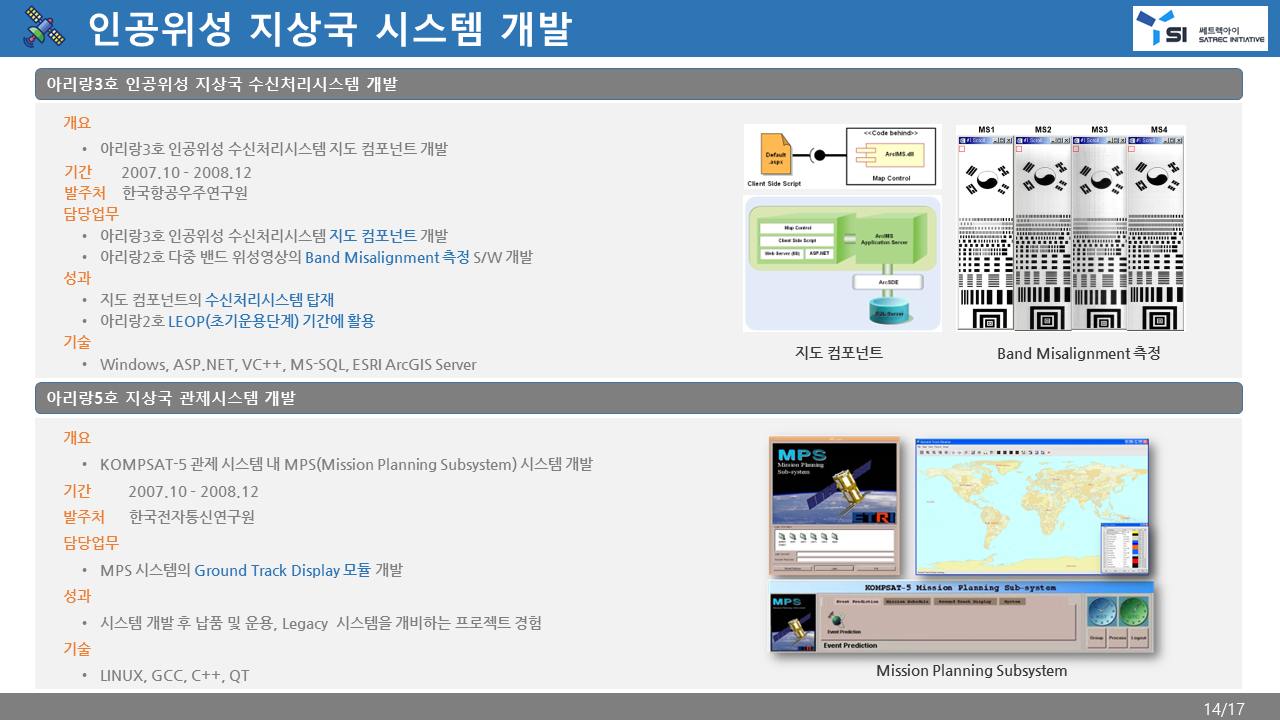 인공위성 지상국 시스템 개발
SI 쎄트렉아이
SATREC INITIATIVE
아리랑3호 인공위성 지상국 수신처리시스템 개발
개요
• 아리랑3호 인공위성 수신처리시스템 지도 컴포넌트 개발
기간 2007.10 - 2008.12
발주처 한국항공우주연구원
담당업무
• 아리랑3호 인공위성 수신처리시스템 지도 컴포넌트 개발
• 아리랑2호 다중 밴드 위성영상의 Band Misalignment 측정 S/W 개발
성과
• 지도 컴포넌트의 수신처리시스템 탑재
• 아리랑2호 LEOP(초기운용단계) 기간에 활용
기술
• Windows, ASP.NET, VC++, MS-SQL, ESRI ArcGIS Server
<<Code behind>>
Default
.aspx
ArcIMS.dll
Client Side Script
Map Control
Map Control
Client Side Script
Web Server (IIS)
ASP.NET
ArcIMS
Application Server
ArcSDE
SQL Server
지도 컴포넌트
MS1 MS2 MS3 MS4
#1 Scroll #1 Scroll #1 Scroll #1 Scroll
Band Misalignment 측정
아리랑5호 지상국 관제시스템 개발
개요
• KOMPSAT-5 관제 시스템 내 MPS(Mission Planning Subsystem) 시스템 개발
기간 2007.10 - 2008.12
발주처 한국전자통신연구원
담당업무
• MPS 시스템의 Ground Track Display 모듈 개발
성과
• 시스템 개발 후 납품 및 운용, Legacy 시스템을 개비하는 프로젝트 경험
기술
• LINUX, GCC, C++, QT
MPS
Mission Planning
Sub-system
ETRI
KOMPSAT-5 Mission Planning Sub-system
MPS
Event Prediction Mission Schedule Ground Track Display System
Event Prediction
Event Prediction
Group Process Logout
Mission Planning Subsystem
14/17